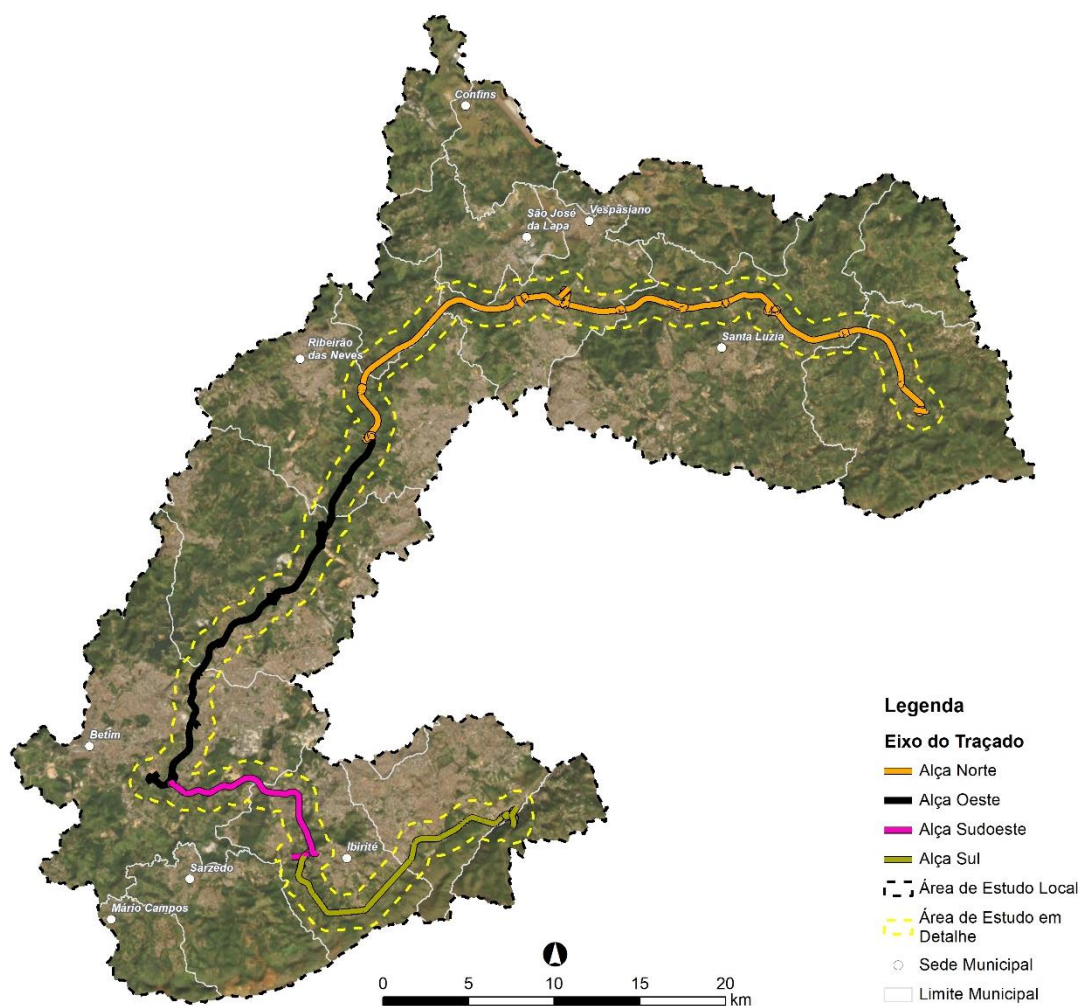 Confins
São José
da Lapa
Vespasiano
Ribeirão
das Neves
Santa Luzia
Betim
Ibirité
Sarzedo
Mário Campos
Legenda
Eixo do Traçado
Alça Norte
Alça Oeste
Alça Sudoeste
Alça Sul
Área de Estudo Local
Área de Estudo em
Detalhe
Sede Municipal
Limite Municipal
0 5 10 15 20
km